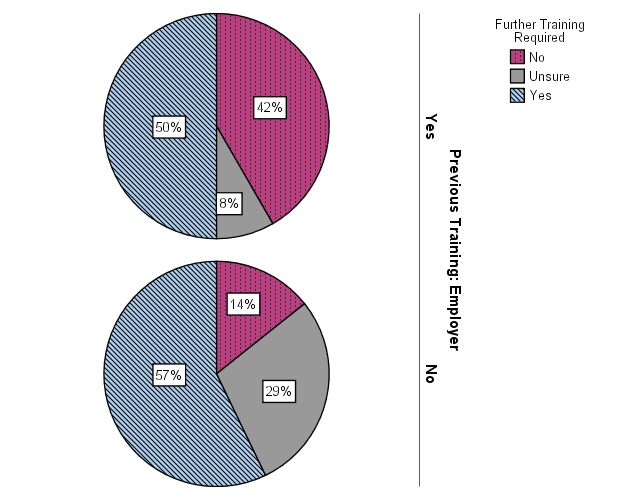 Further Training
Required
No
Unsure
Yes
42%
50%
8%
14%
57%
29%
Yes
No
Previous Training: Employer